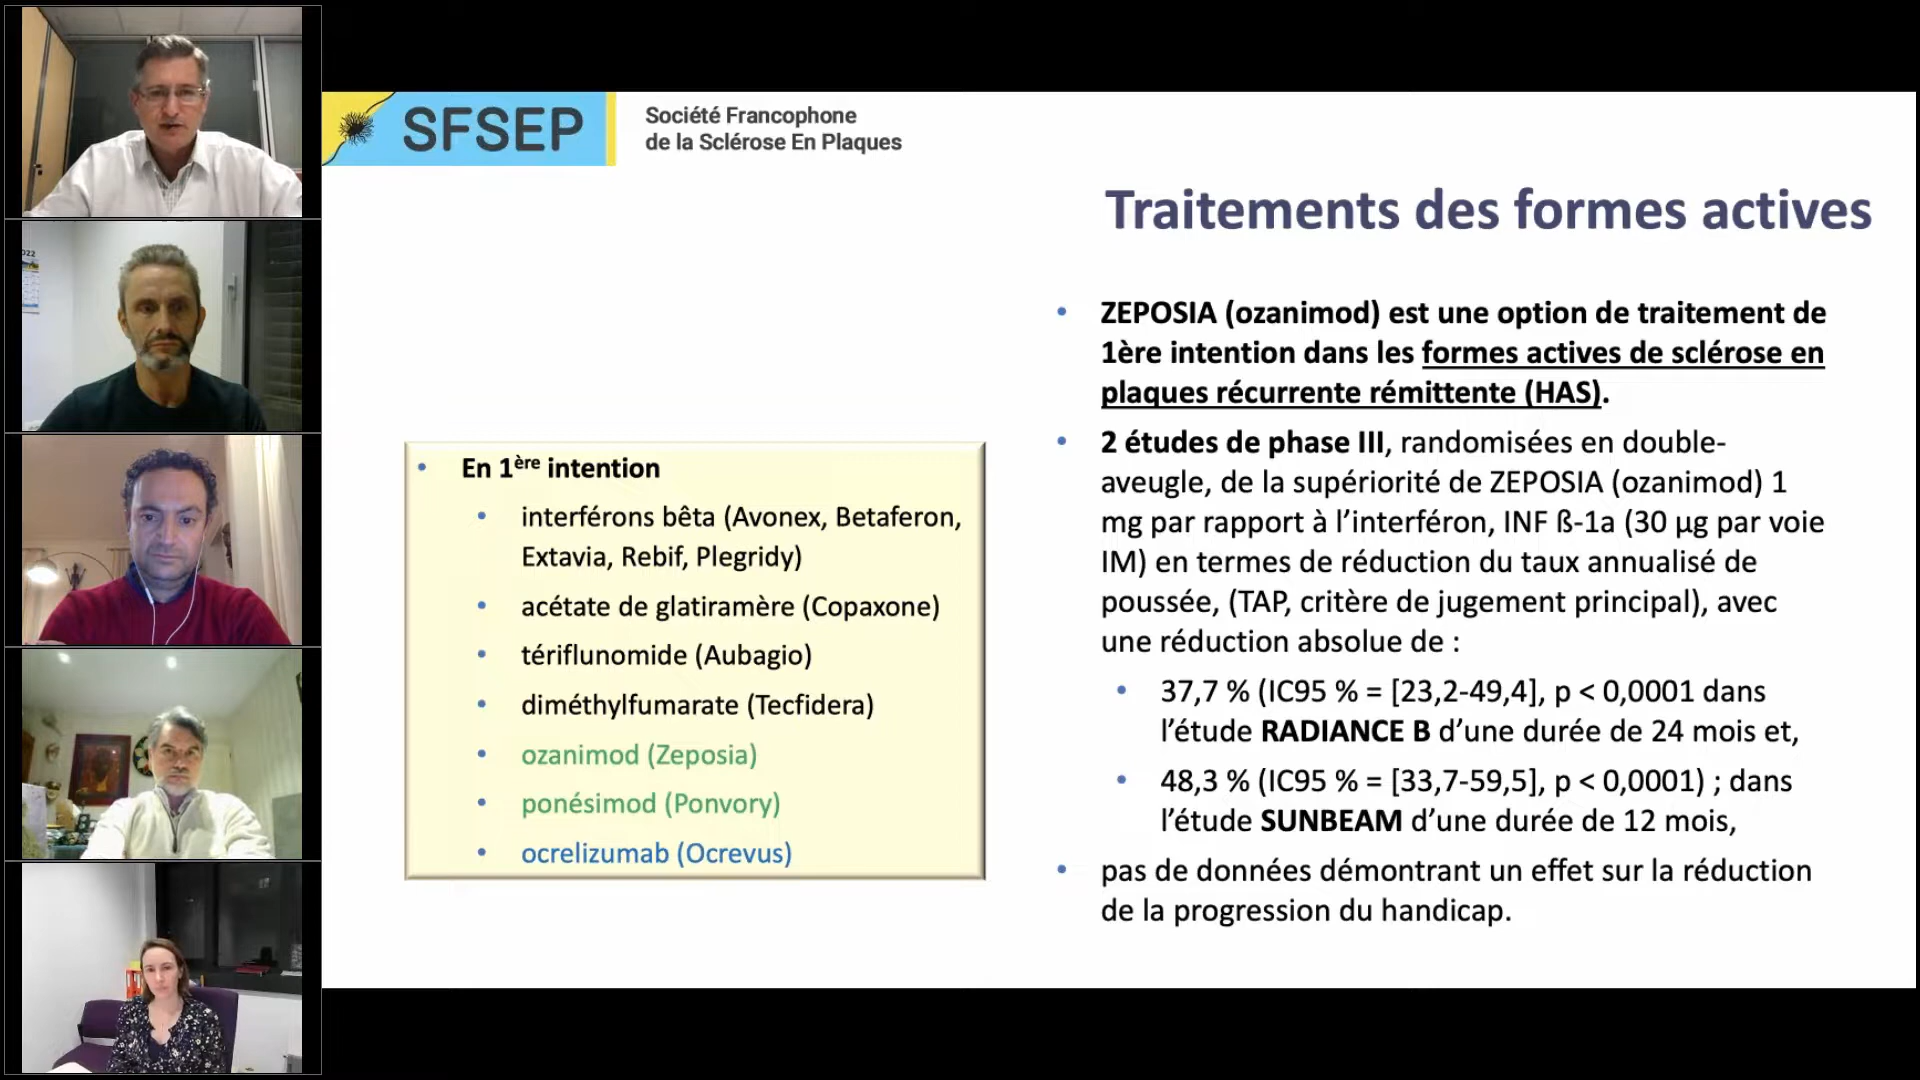 22
SFSEP
Société Francophone
de la Sclérose En Plaques
Traitements des formes actives
• En 1ère intention
• interférons bêta (Avonex, Betaferon,
Extavia, Rebif, Plegridy)
• acétate de glatiramère (Copaxone)
• tériflunomide (Aubagio)
• diméthylfumarate (Tecfidera)
• ozanimod (Zeposia)
• ponésimod (Ponvory)
• ocrelizumab (Ocrevus)
• ZEPOSIA (ozanimod) est une option de traitement de
1ère intention dans les formes actives de sclérose en
plaques récurrente rémittente (HAS).
• 2 études de phase III, randomisées en double-
aveugle, de la supériorité de ZEPOSIA (ozanimod) 1
mg par rapport à l’interféron, INF ß-1a (30 µg par voie
IM) en termes de réduction du taux annualisé de
poussée, (TAP, critère de jugement principal), avec
une réduction absolue de :
• 37,7 % (IC95 % = [23,2-49,4], p < 0,0001 dans
l’étude RADIANCE B d’une durée de 24 mois et,
• 48,3 % (IC95 % = [33,7-59,5], p < 0,0001) ; dans
l’étude SUNBEAM d’une durée de 12 mois,
• pas de données démontrant un effet sur la réduction
de la progression du handicap.